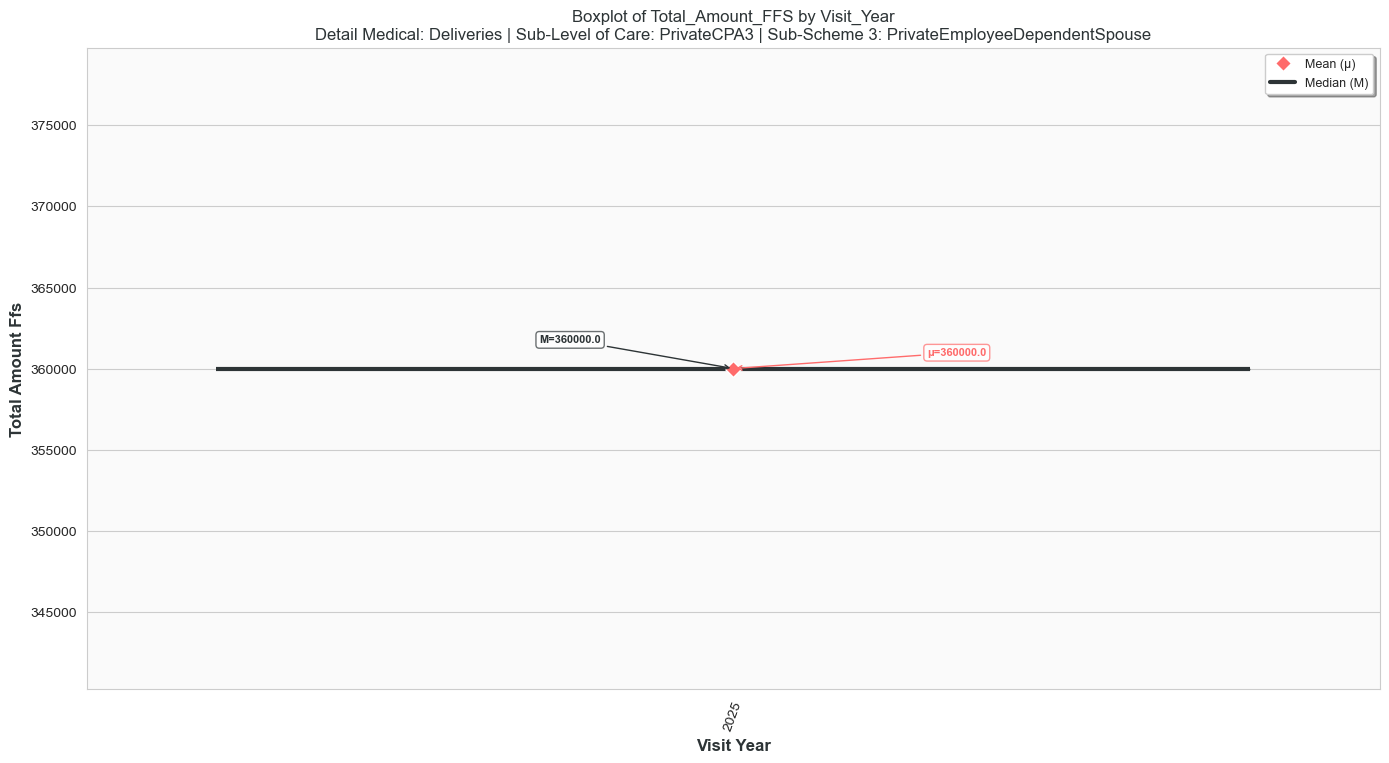 Boxplot of Total_Amount_FFS by Visit_Year
Detail Medical: Deliveries | Sub-Level of Care: PrivateCPA3 | Sub-Scheme 3: PrivateEmployeeDependentSpouse
Mean (μ)
Median (M)
375000
370000
365000
360000
355000
350000
345000
Total Amount Ffs
M=360000.0
μ=360000.0
2025
Visit Year